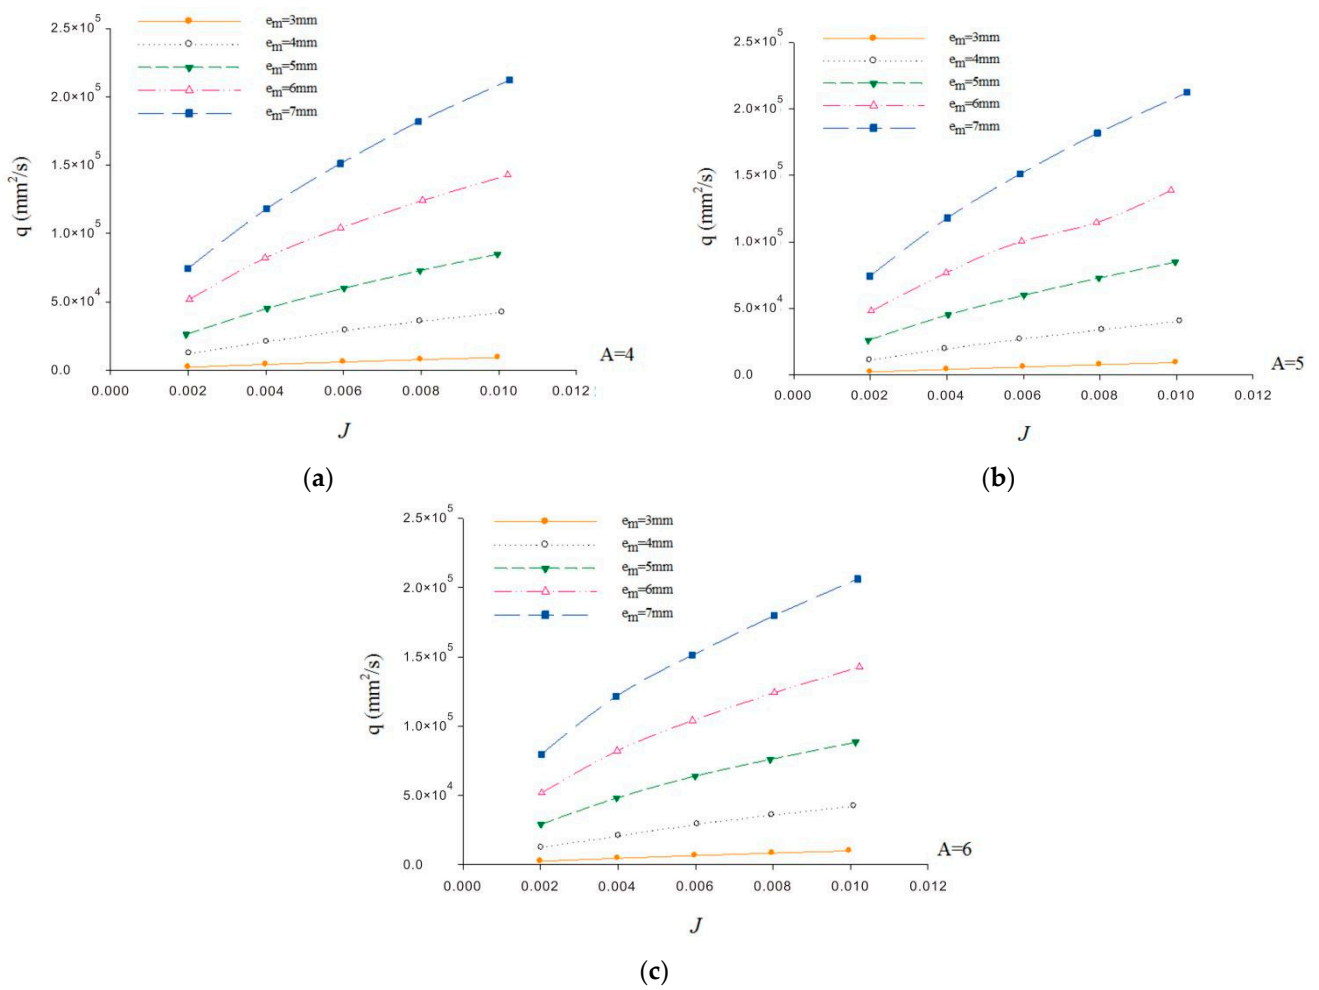 2.5×10⁵
2.0×10⁵
1.5×10⁵
1.0×10⁵
5.0×10⁴
0.0
q (mm²/s)
eₘ=3mm
eₘ=4mm
eₘ=5mm
eₘ=6mm
eₘ=7mm
A=4
0.000 0.002 0.004 0.006 0.008 0.010 0.012
J
(a)
2.5×10⁵
2.0×10⁵
1.5×10⁵
1.0×10⁵
5.0×10⁴
0.0
q (mm²/s)
eₘ=3mm
eₘ=4mm
eₘ=5mm
eₘ=6mm
eₘ=7mm
A=5
0.000 0.002 0.004 0.006 0.008 0.010 0.012
J
(b)
2.5×10⁵
2.0×10⁵
1.5×10⁵
1.0×10⁵
5.0×10⁴
0.0
q (mm²/s)
eₘ=3mm
eₘ=4mm
eₘ=5mm
eₘ=6mm
eₘ=7mm
A=6
0.000 0.002 0.004 0.006 0.008 0.010 0.012
J
(c)